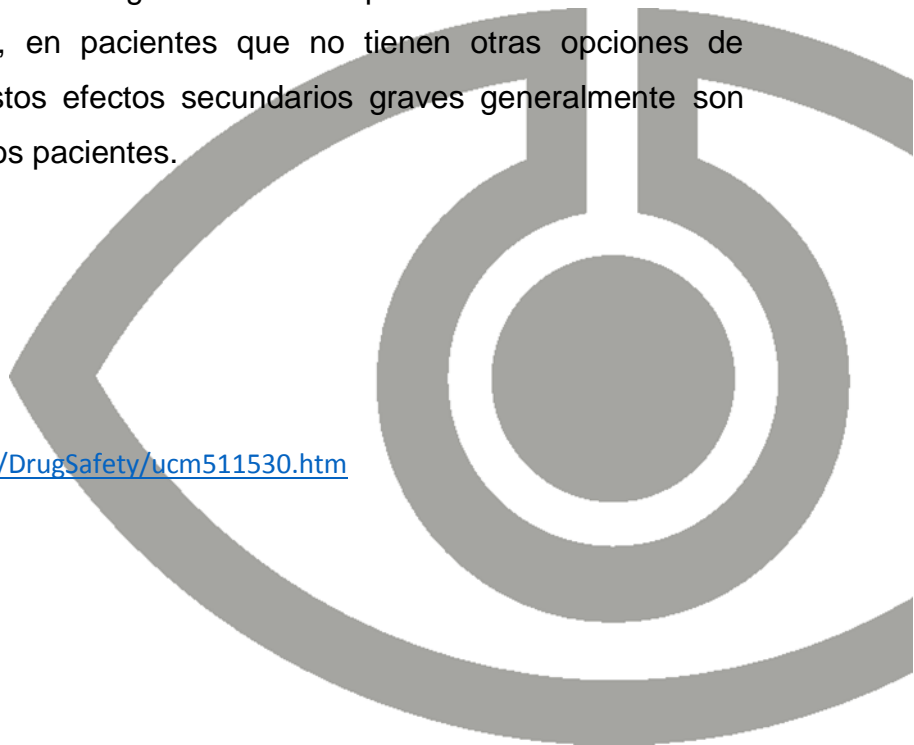 , en pacientes que no tienen otras opciones de
stos efectos secundarios graves generalmente son
os pacientes.
/DrugSafety/ucm511530.htm